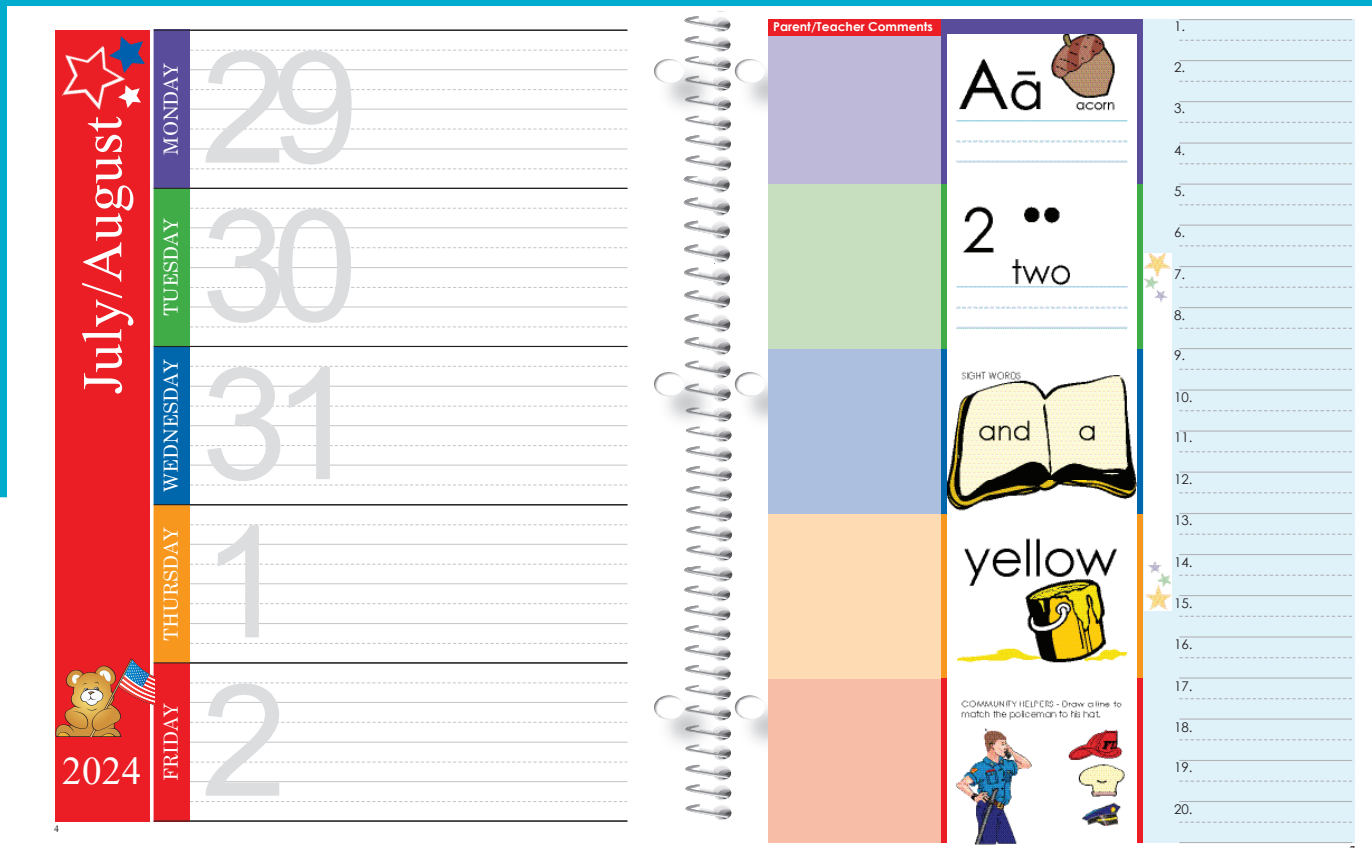 July/August
2024
MONDAY
29
TUESDAY
30
WEDNESDAY
31
THURSDAY
1
FRIDAY
2
4
Parent/Teacher Comments
Aā
acorn
2
two
SIGHT WORDS
and a
yellow
COMMUNITY HELPERS - Draw a line to
match the policeman to his hat.
1.
2.
3.
4.
5.
6.
7.
8.
9.
10.
11.
12.
13.
14.
15.
16.
17.
18.
19.
20.